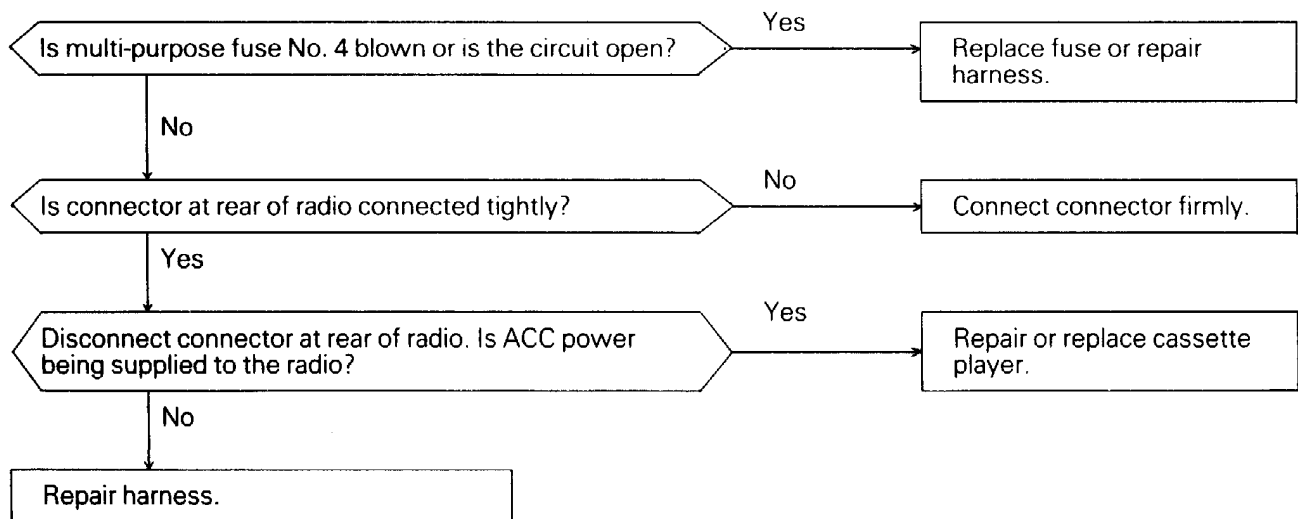 Is multi-purpose fuse No. 4 blown or is the circuit open?
Yes
Replace fuse or repair
harness.
No
Is connector at rear of radio connected tightly?
No
Connect connector firmly.
Yes
Disconnect connector at rear of radio. Is ACC power
being supplied to the radio?
Yes
Repair or replace cassette
player.
No
Repair harness.